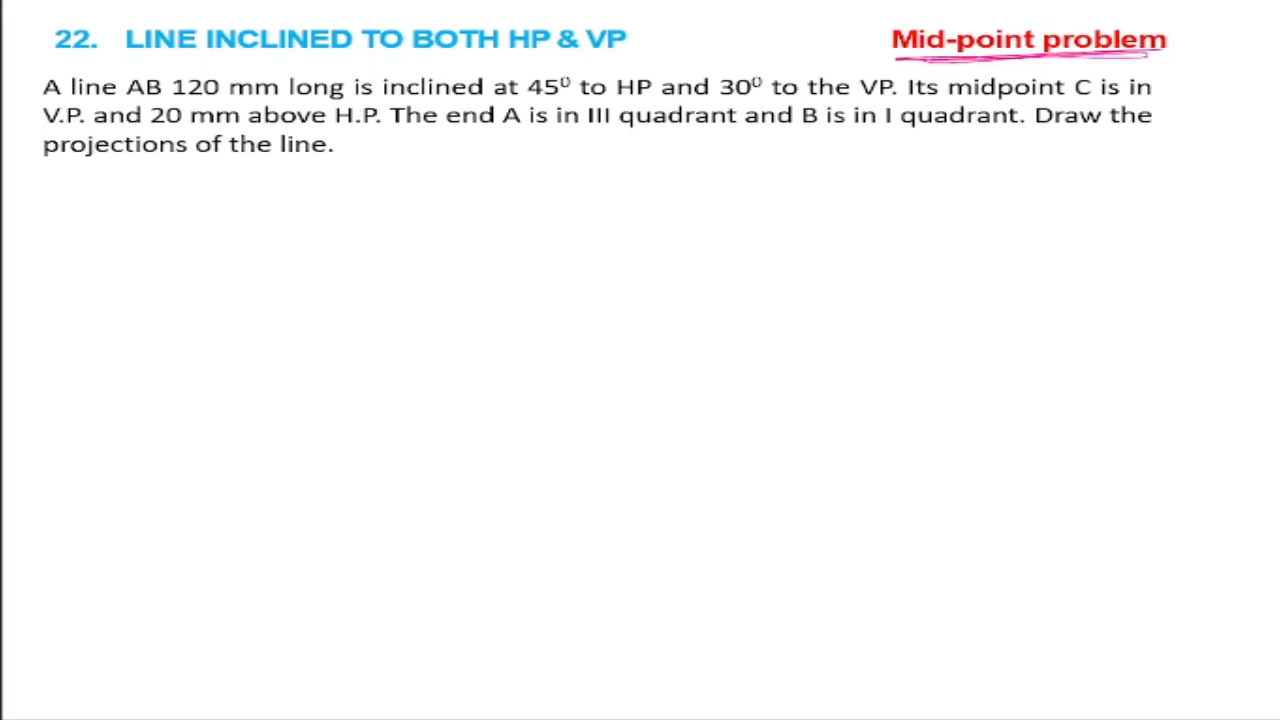 22. LINE INCLINED TO BOTH HP & VP
Mid-point problem
A line AB 120 mm long is inclined at 45⁰ to HP and 30⁰ to the VP. Its midpoint C is in
V.P. and 20 mm above H.P. The end A is in III quadrant and B is in I quadrant. Draw the
projections of the line.